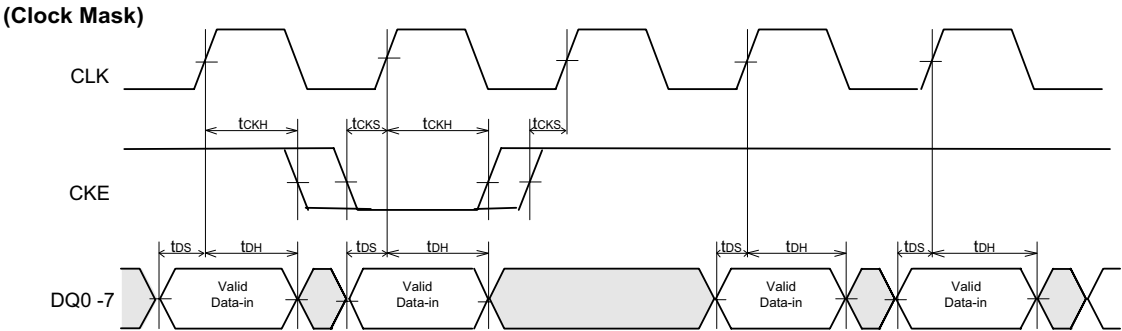 (Clock Mask)
CLK
tCKH
tCKS
tCKH
tCKS
CKE
tDS
tDH
tDS
tDH
tDS
tDH
tDS
tDH
DQ0 -7
Valid
Data-in
Valid
Data-in
Valid
Data-in
Valid
Data-in